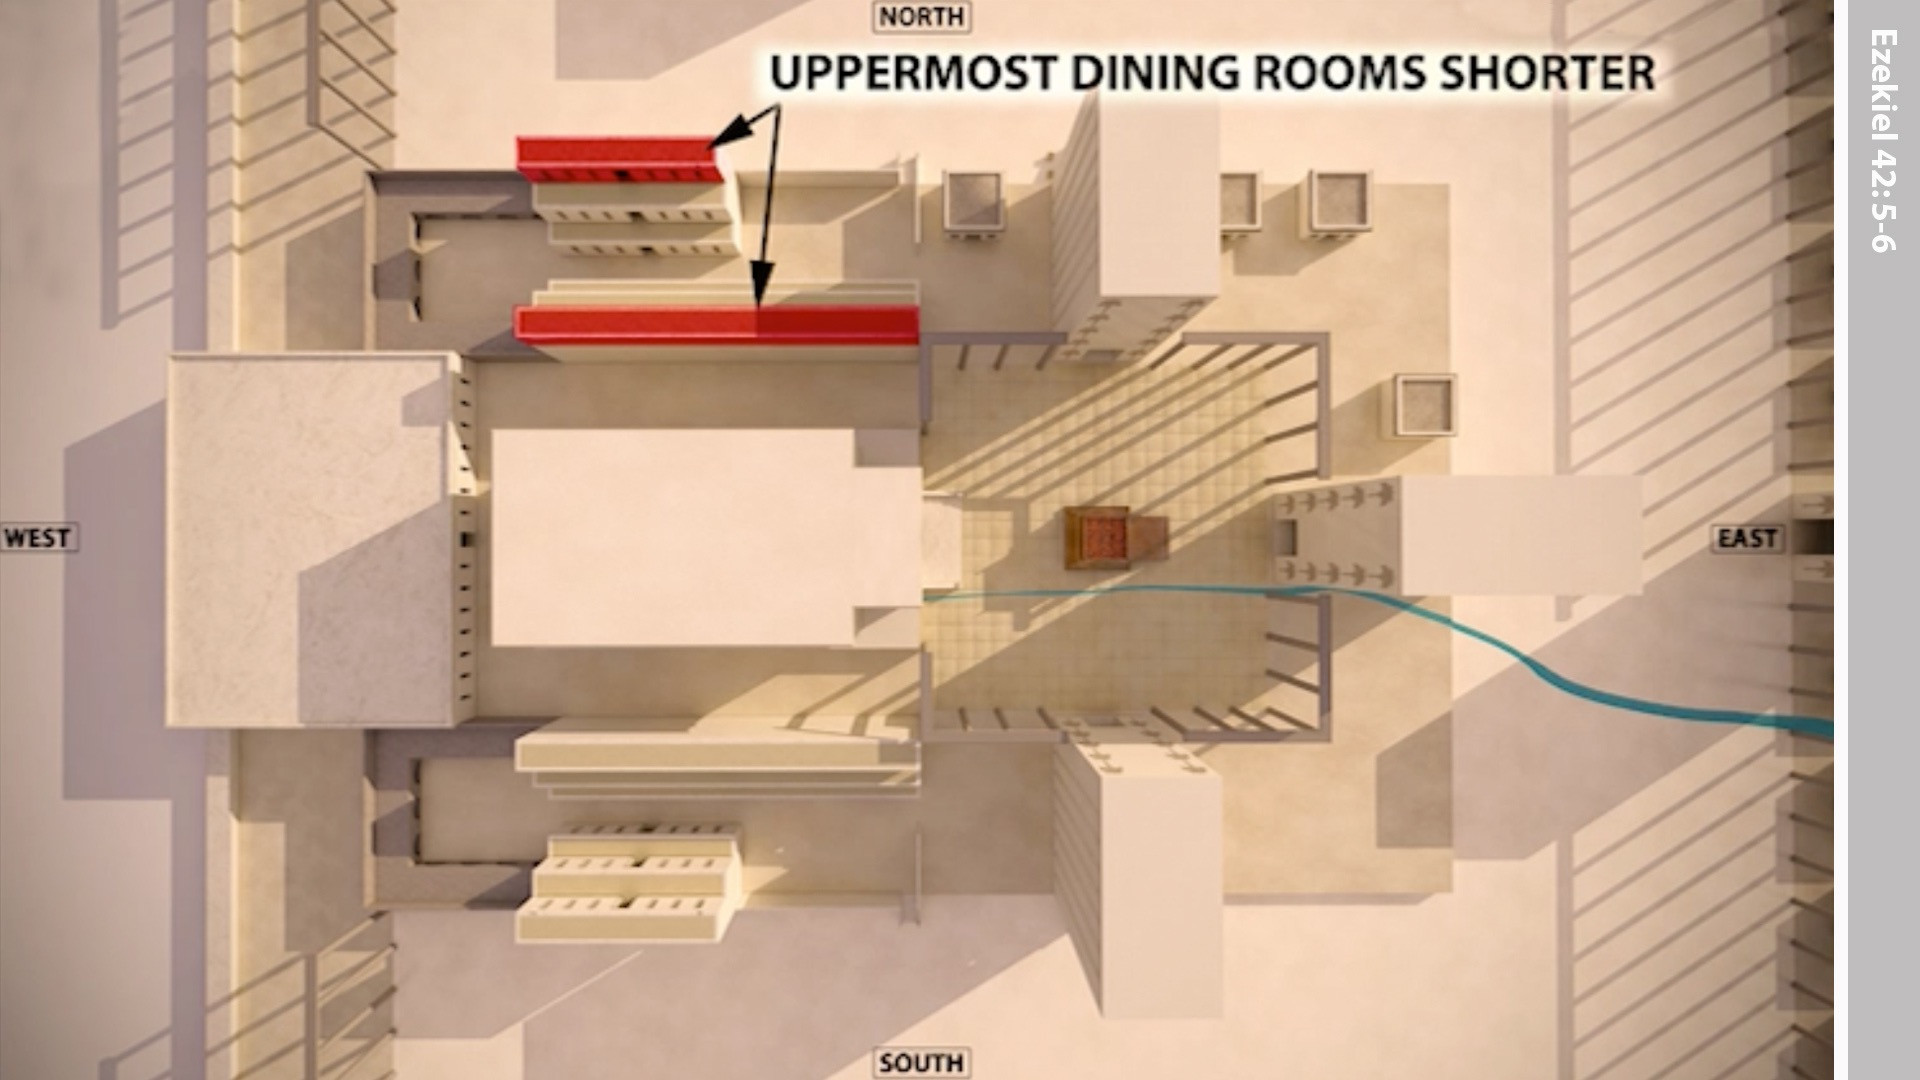 NORTH
UPPERMOST DINING ROOMS SHORTER
WEST
EAST
SOUTH
Ezekiel 42:5-6